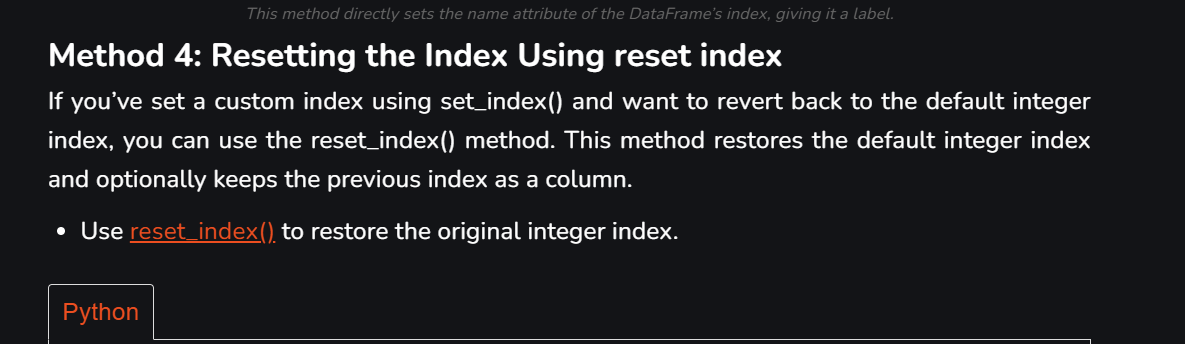 This method directly sets the name attribute of the DataFrame's index, giving it a label.
Method 4: Resetting the Index Using reset index
If you've set a custom index using set_index() and want to revert back to the default integer
index, you can use the reset_index() method. This method restores the default integer index
and optionally keeps the previous index as a column.
• Use reset_index() to restore the original integer index.
Python